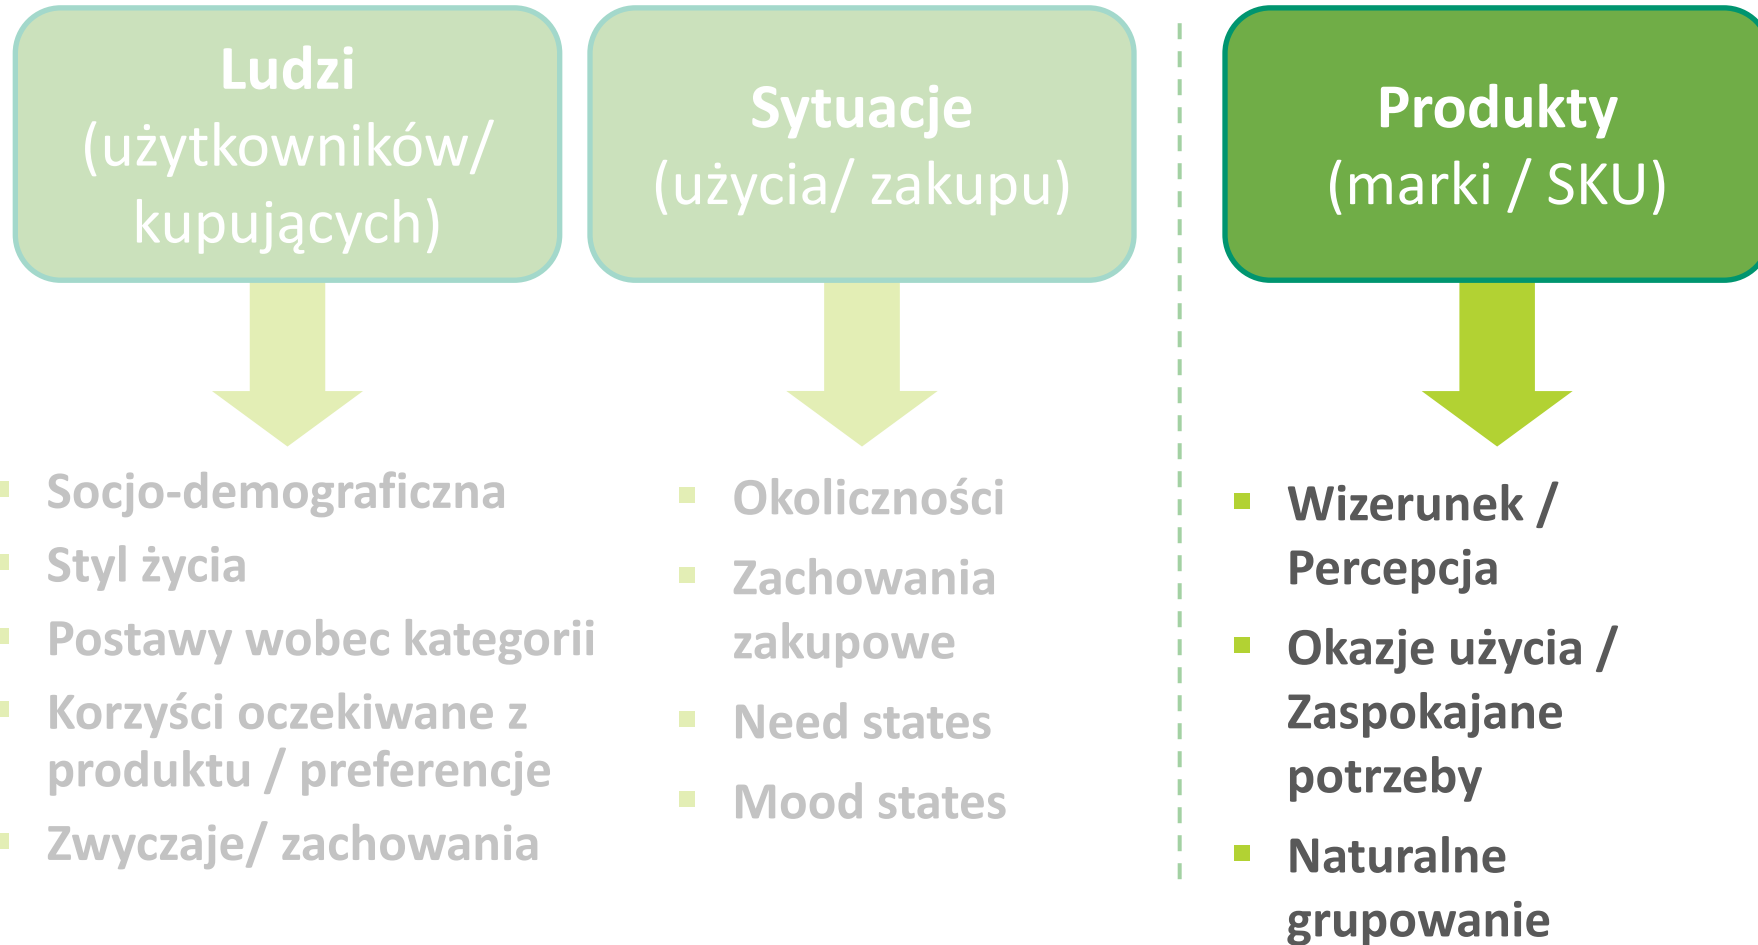 Ludzi
(użytkowników/
kupujących)
Socjo-demograficzna
Styl życia
Postawy wobec kategorii
Korzyści oczekiwane z
produktu / preferencje
Zwyczaje/ zachowania
Sytuacje
(użycia/ zakupu)
Okoliczności
Zachowania
zakupowe
Need states
Mood states
Produkty
(marki / SKU)
Wizerunek /
Percepcja
Okazje użycia /
Zaspokajane
potrzeby
Naturalne
grupowanie